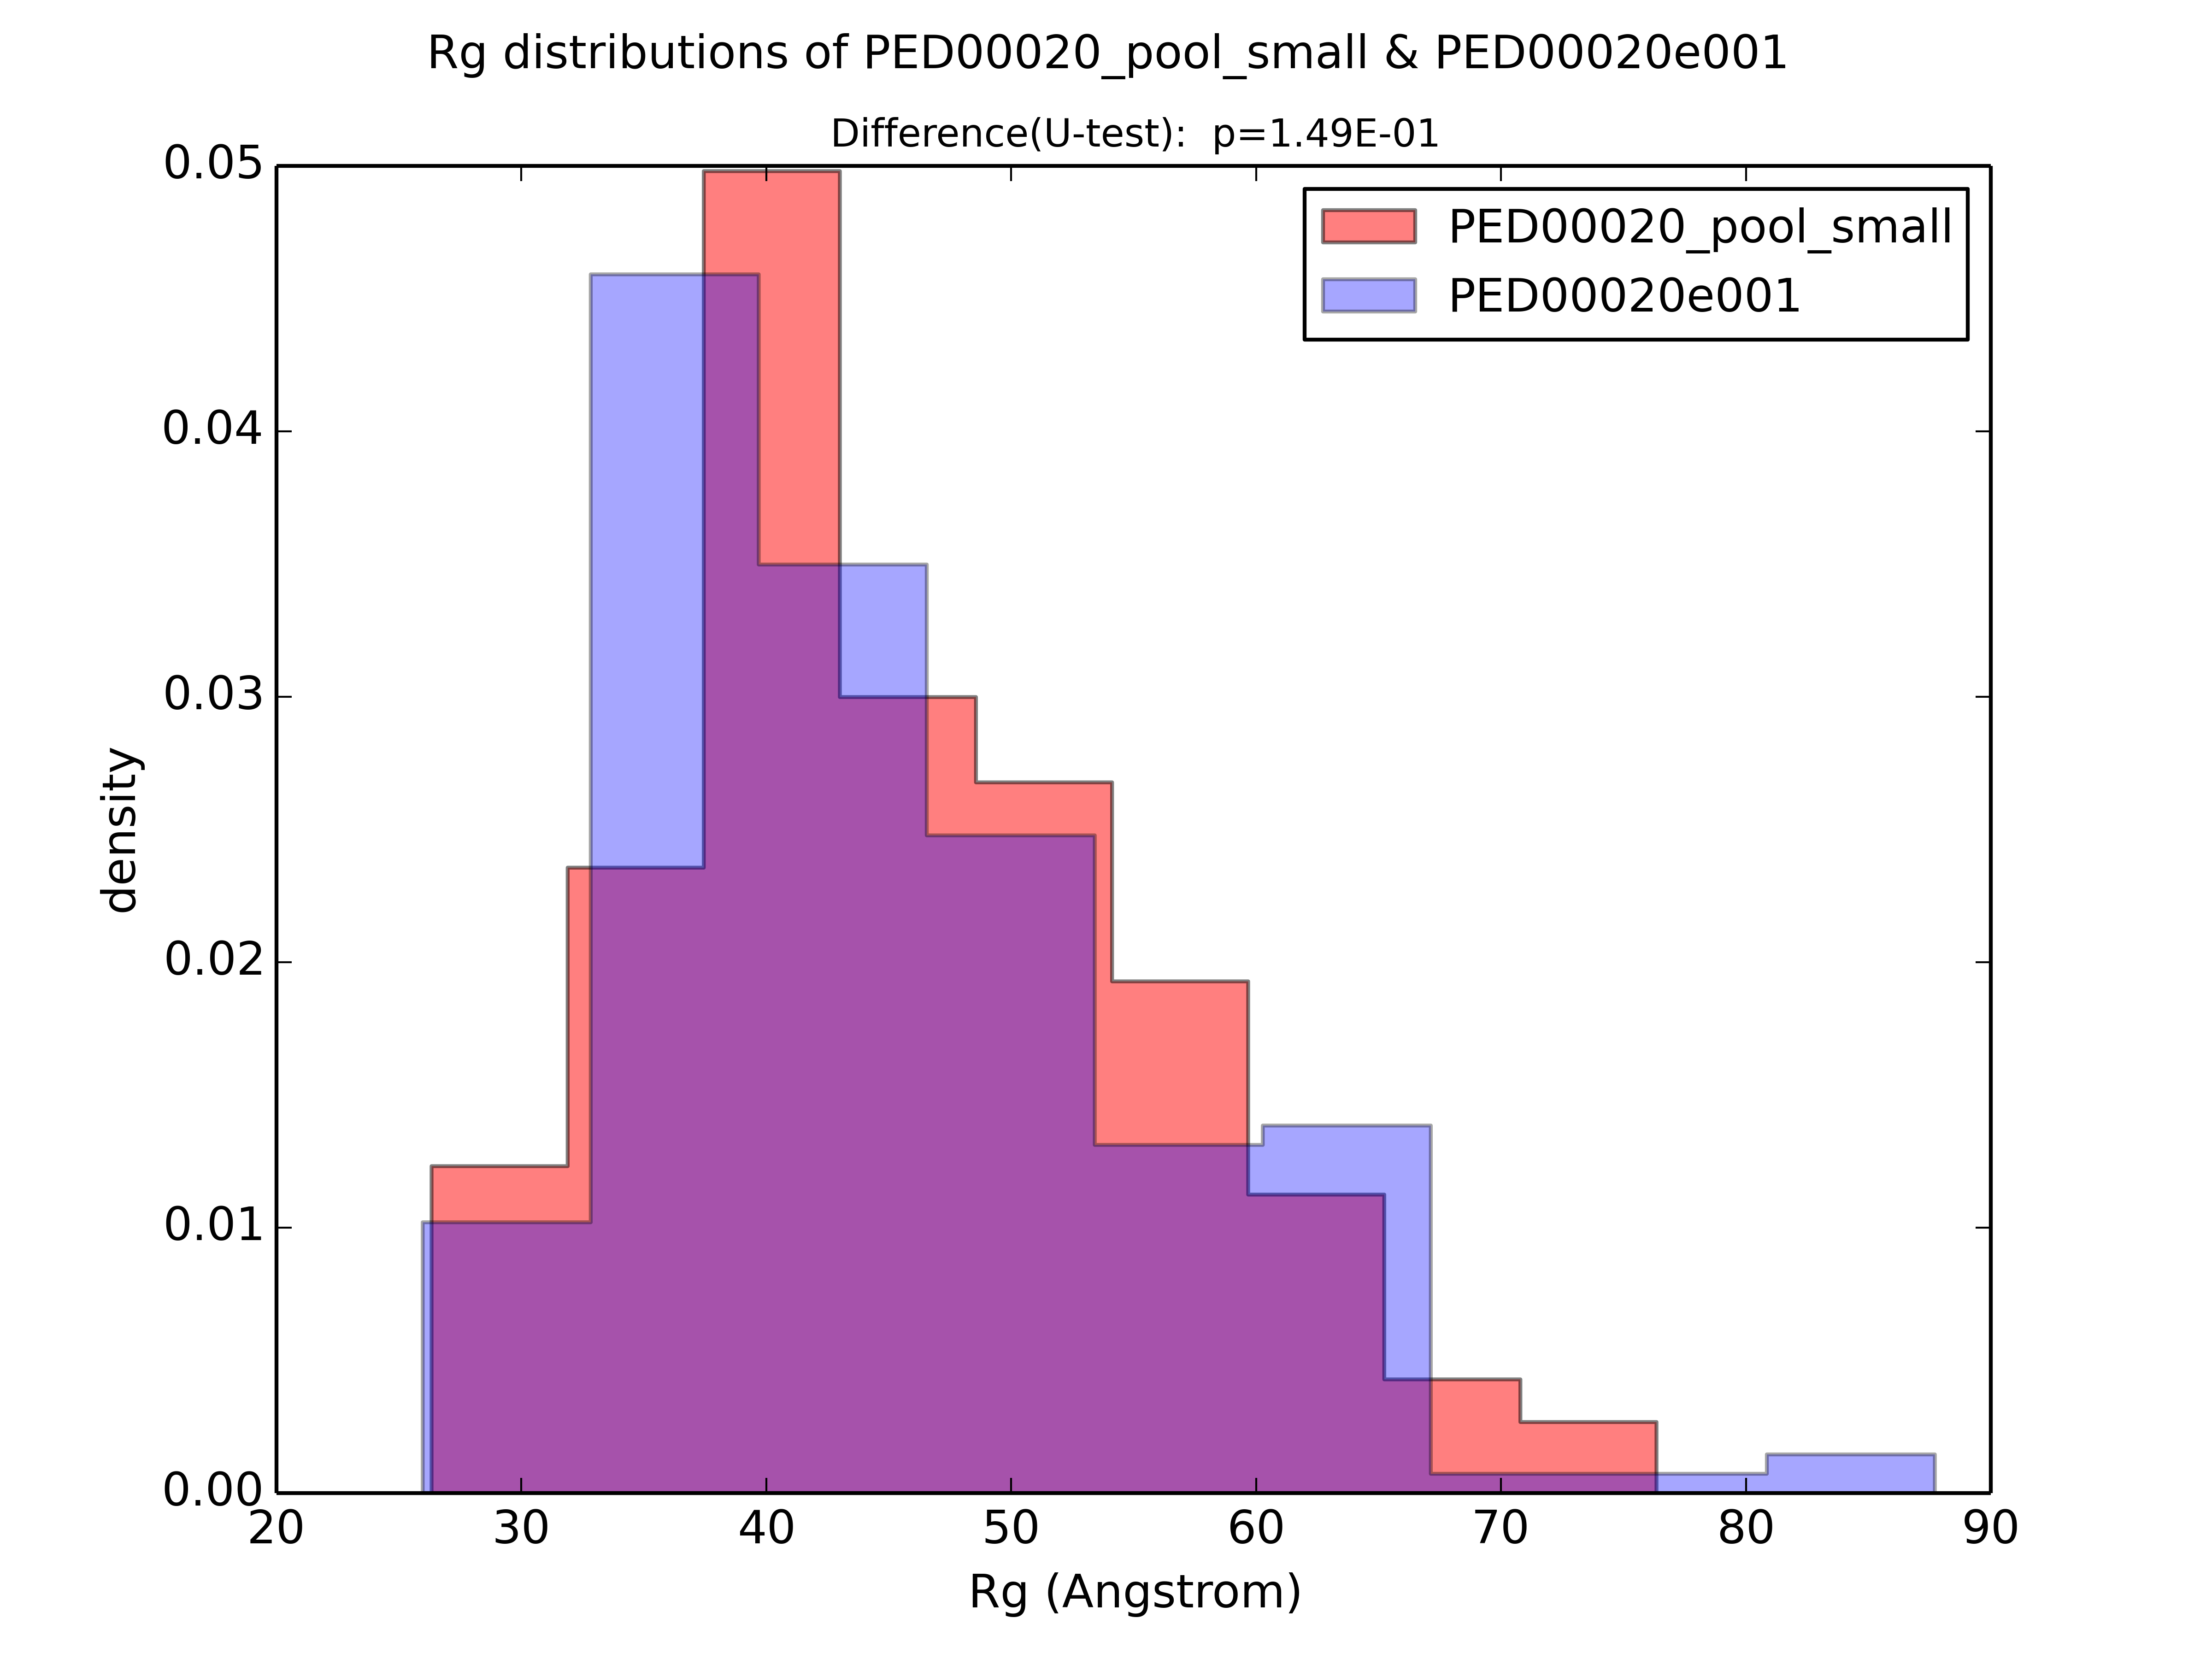 Rg distributions of PED00020_pool_small & PED00020e001
Difference(U-test):  p=1.49E-01
PED00020_pool_small
PED00020e001
0.05
0.04
0.03
0.02
0.01
0.00
density
20 30 40 50 60 70 80 90
Rg (Angstrom)